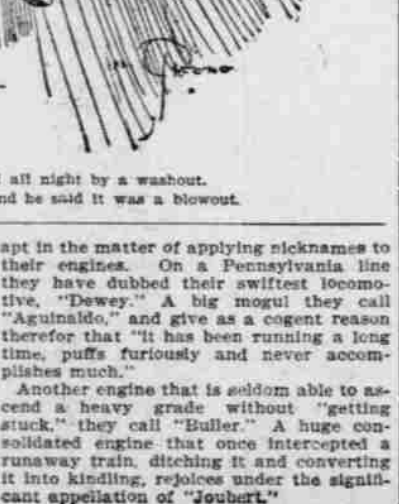 all night by a washout.
nd he said it was a blowout.
apt in the matter of applying nicknames to
their engines. On a Pennsylvania line
they have dubbed their swiftest locomo-
tive, "Dewey." A big mogul they call
"Aguinaldo," and give as a cogent reason
therefor that "it has been running a long
time, puffs furiously and never accom-
plishes much."
Another engine that is seldom able to as-
cend a heavy grade without "getting
stuck," they call "Buller." A huge con-
solidated engine that once intercepted a
runaway train, ditching it and converting
it into kindling, rejoices under the signifi-
cant appellation of "Joubert."